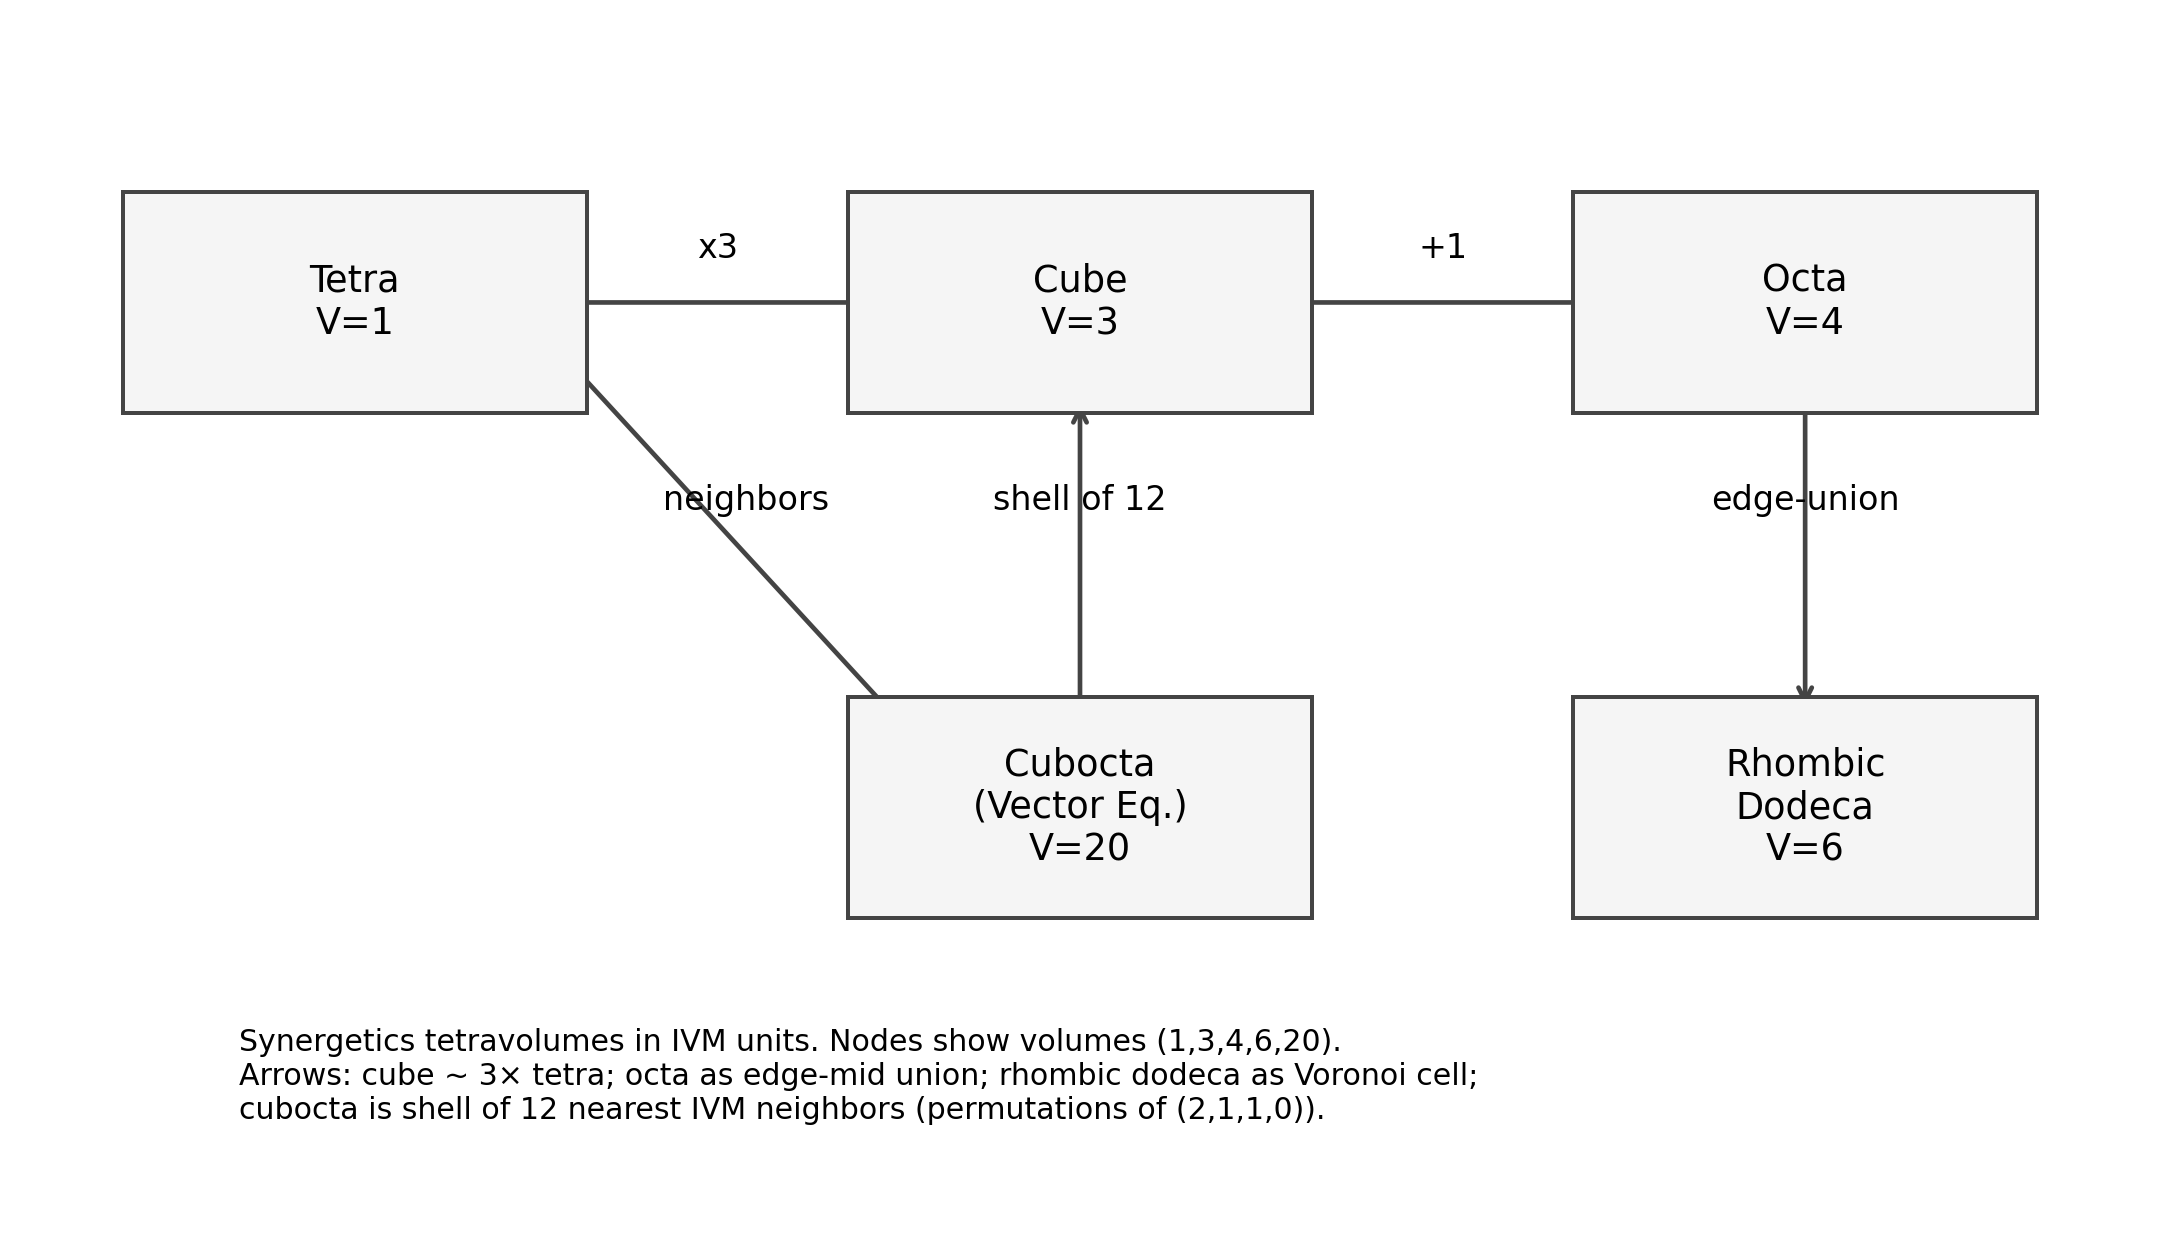 Tetra
V=1
x3
Cube
V=3
+1
Octa
V=4
neighbors
shell of 12
edge-union
Cubocta
(Vector Eq.)
V=20
Rhombic
Dodeca
V=6
Synergetics tetravolumes in IVM units. Nodes show volumes (1,3,4,6,20).
Arrows: cube ~ 3× tetra; octa as edge-mid union; rhombic dodeca as Voronoi cell;
cubocta is shell of 12 nearest IVM neighbors (permutations of (2,1,1,0)).